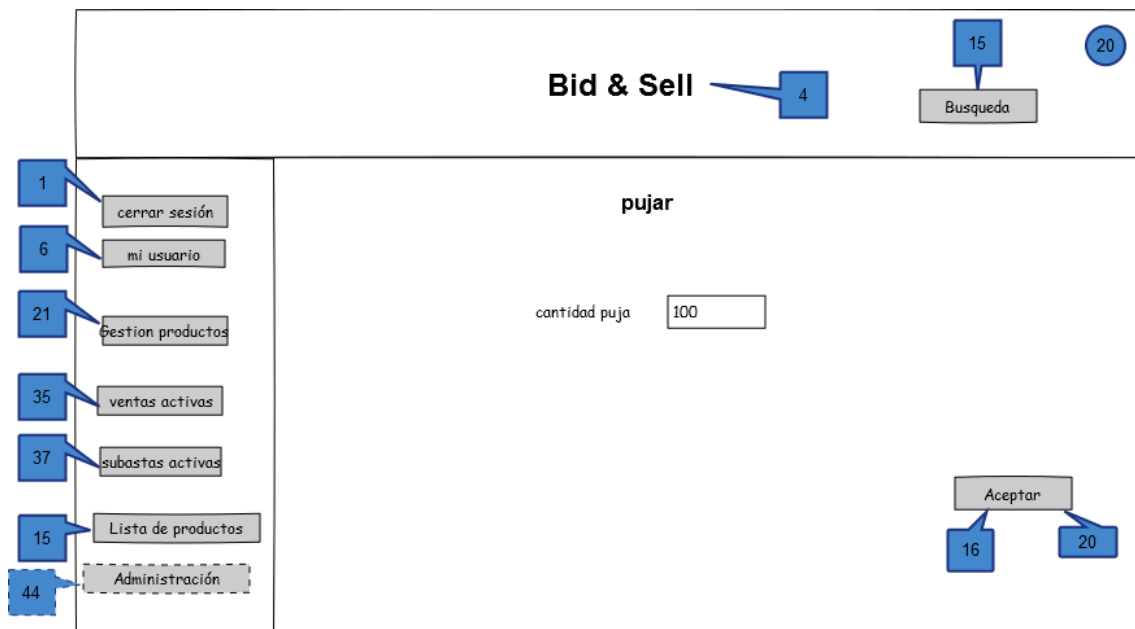 15
20
Bid & Sell
4
Busqueda
1
cerrar sesión
pujar
6
mi usuario
21
Gestion productos
cantidad puja
100
35
ventas activas
37
subastas activas
Aceptar
15
Lista de productos
16
20
44
Administración